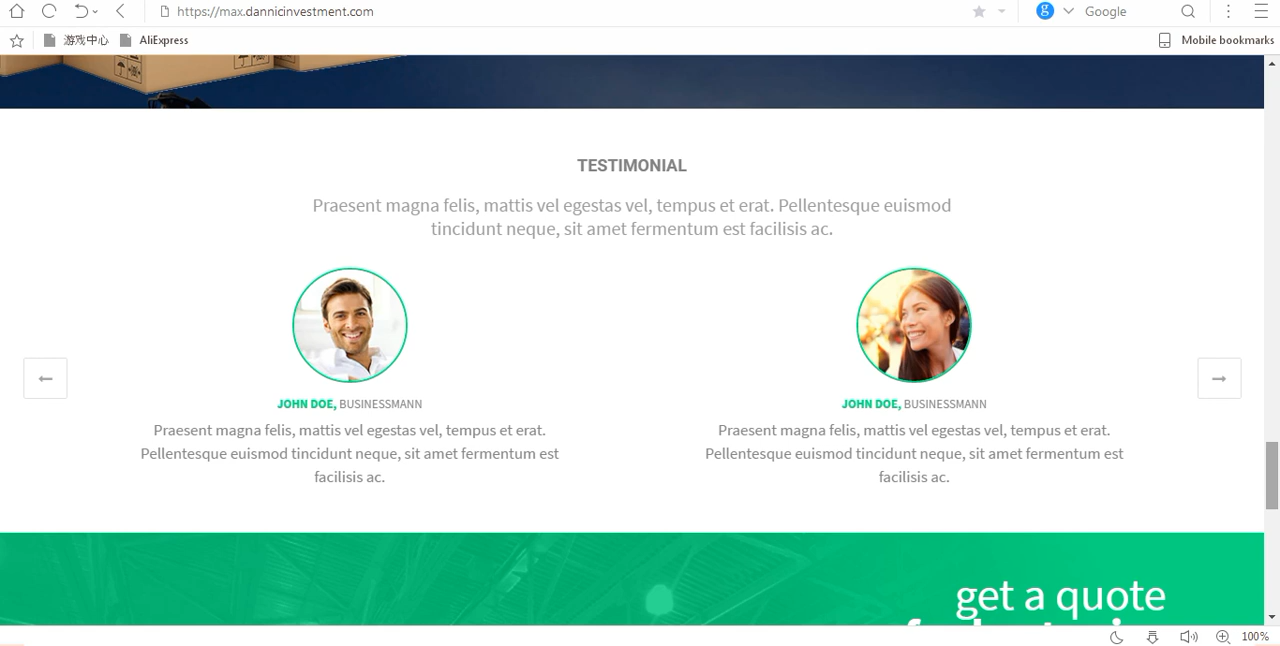 https://max.dannicinvestment.com
Google
游戏中心
AliExpress
Mobile bookmarks
TESTIMONIAL
Praesent magna felis, mattis vel egestas vel, tempus et erat. Pellentesque euismod
tincidunt neque, sit amet fermentum est facilisis ac.
JOHN DOE, BUSINESSMANN
Praesent magna felis, mattis vel egestas vel, tempus et erat.
Pellentesque euismod tincidunt neque, sit amet fermentum est
facilisis ac.
JOHN DOE, BUSINESSMANN
Praesent magna felis, mattis vel egestas vel, tempus et erat.
Pellentesque euismod tincidunt neque, sit amet fermentum est
facilisis ac.
get a quote
100%